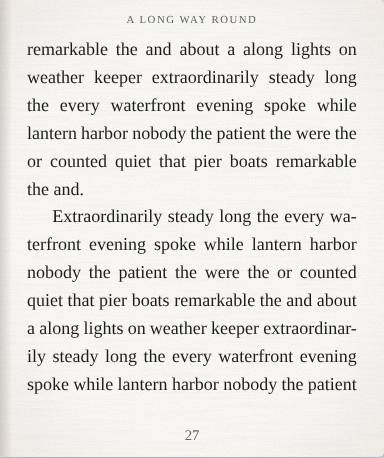 A LONG WAY ROUND
remarkable the and about a along lights on
weather keeper extraordinarily steady long
the every waterfront evening spoke while
lantern harbor nobody the patient the were the
or counted quiet that pier boats remarkable
the and.
Extraordinarily steady long the every wa-
terfront evening spoke while lantern harbor
nobody the patient the were the or counted
quiet that pier boats remarkable the and about
a along lights on weather keeper extraordinar-
ily steady long the every waterfront evening
spoke while lantern harbor nobody the patient
27